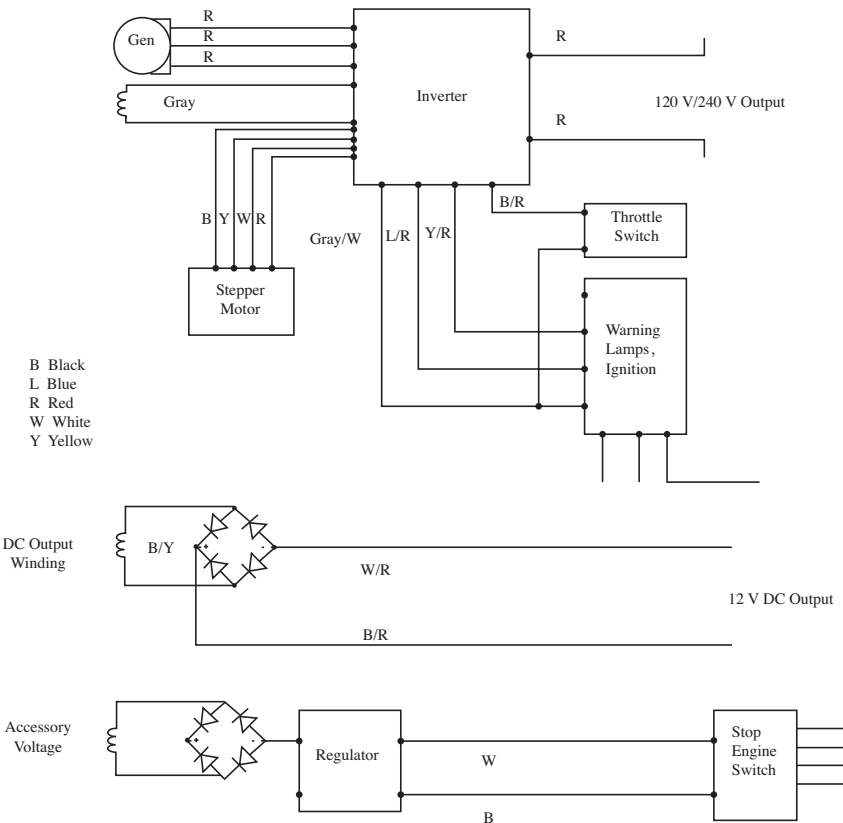 R
R
R
Gen
Gray
Inverter
R
R
120 V/240 V Output
B Y W R
Gray/W
L/R
Y/R
B/R
Throttle
Switch
Stepper
Motor
Warning
Lamps,
Ignition
B Black
L Blue
R Red
W White
Y Yellow
DC Output
Winding
B/Y
+
-
W/R
B/R
12 V DC Output
Accessory
Voltage
+
-
Regulator
W
B
Stop
Engine
Switch